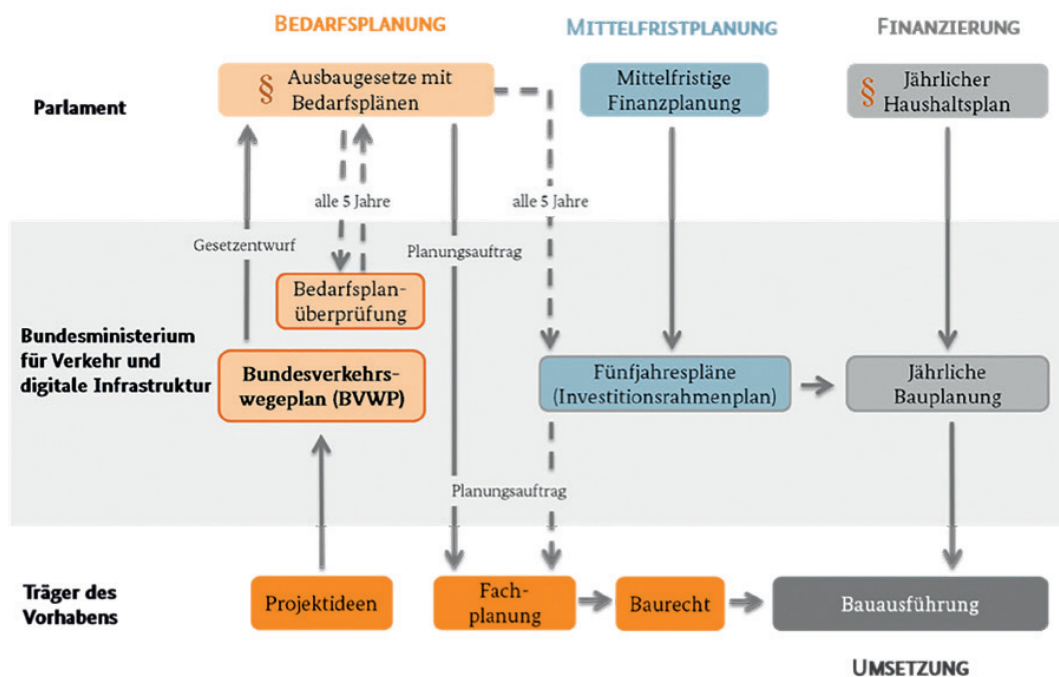 BEDARFSPLANUNG
MITTELFRISTPLANUNG
FINANZIERUNG
Parlament
§ Ausbaugesetze mit
Bedarfsplänen
Mittelfristige
Finanzplanung
§ Jährlicher
Haushaltsplan
alle 5 Jahre
alle 5 Jahre
Gesetzentwurf
Planungsauftrag
Bedarfsplan-
überprüfung
Bundesministerium
für Verkehr und
digitale Infrastruktur
Bundesverkehrs-
wegeplan (BVWP)
Fünfjahrespläne
(Investitionsrahmenplan)
Jährliche
Bauplanung
Planungsauftrag
Träger des
Vorhabens
Projektideen
Fach-
planung
Baurecht
Bauausführung
UMSETZUNG